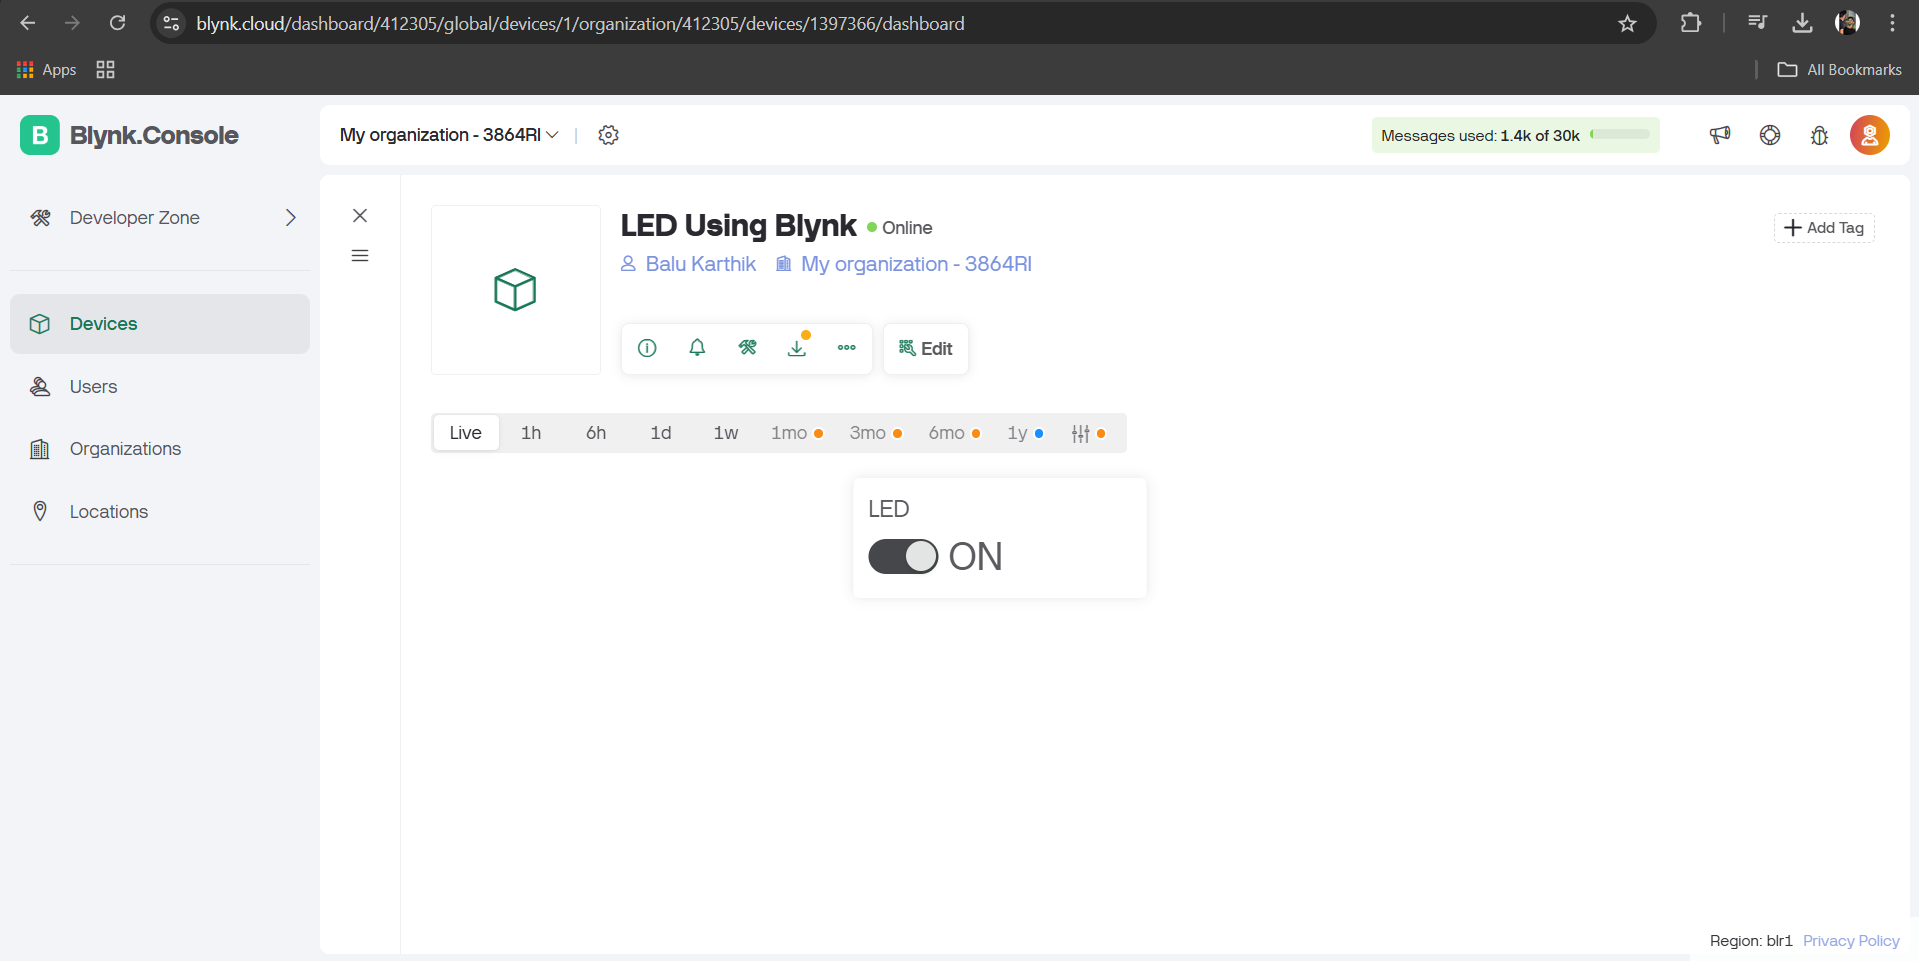 blynk.cloud/dashboard/412305/global/devices/1/organization/412305/devices/1397366/dashboard
Apps
All Bookmarks
B Blynk.Console
My organization - 3864RI
Messages used: 1.4k of 30k
Developer Zone
LED Using Blynk Online
Add Tag
Balu Karthik My organization - 3864RI
Devices
Edit
Users
Live 1h 6h 1d 1w 1mo 3mo 6mo 1y
Organizations
LED
Locations
ON
Region: blr1 Privacy Policy